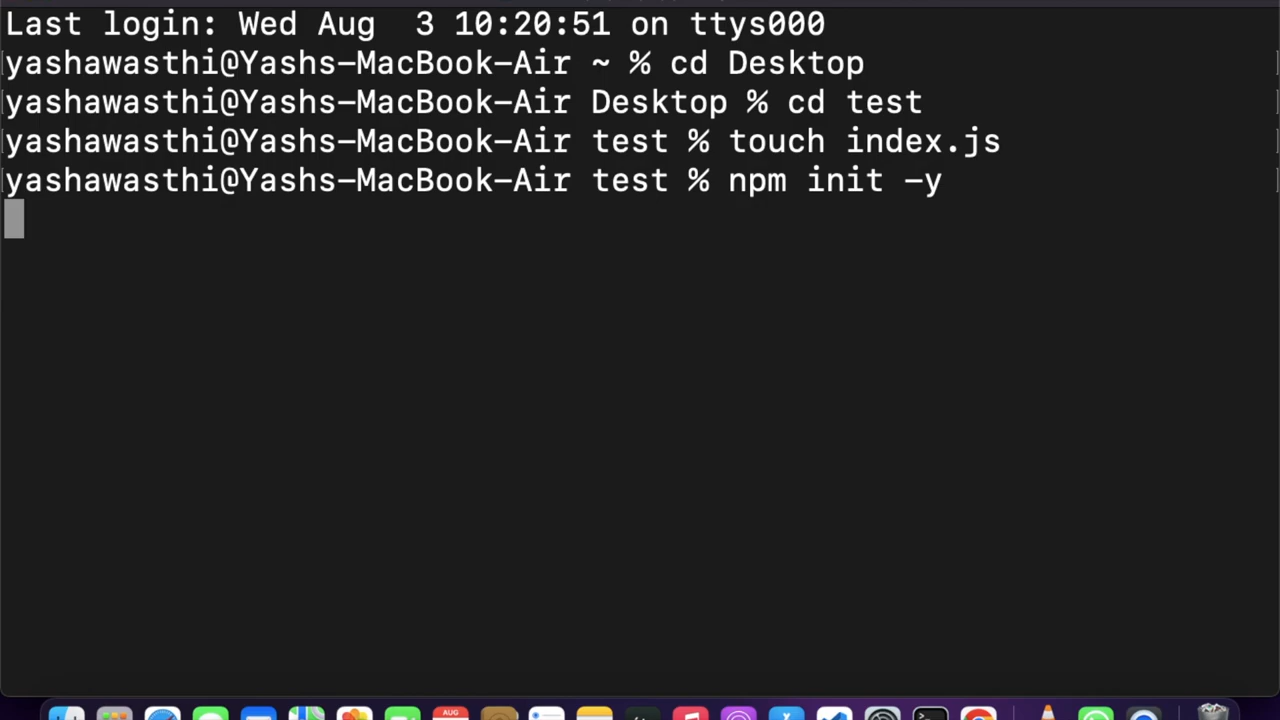 Last login: Wed Aug  3 10:20:51 on ttys000
yashawasthi@Yashs-MacBook-Air ~ % cd Desktop
yashawasthi@Yashs-MacBook-Air Desktop % cd test
yashawasthi@Yashs-MacBook-Air test % touch index.js
yashawasthi@Yashs-MacBook-Air test % npm init -y
AUG